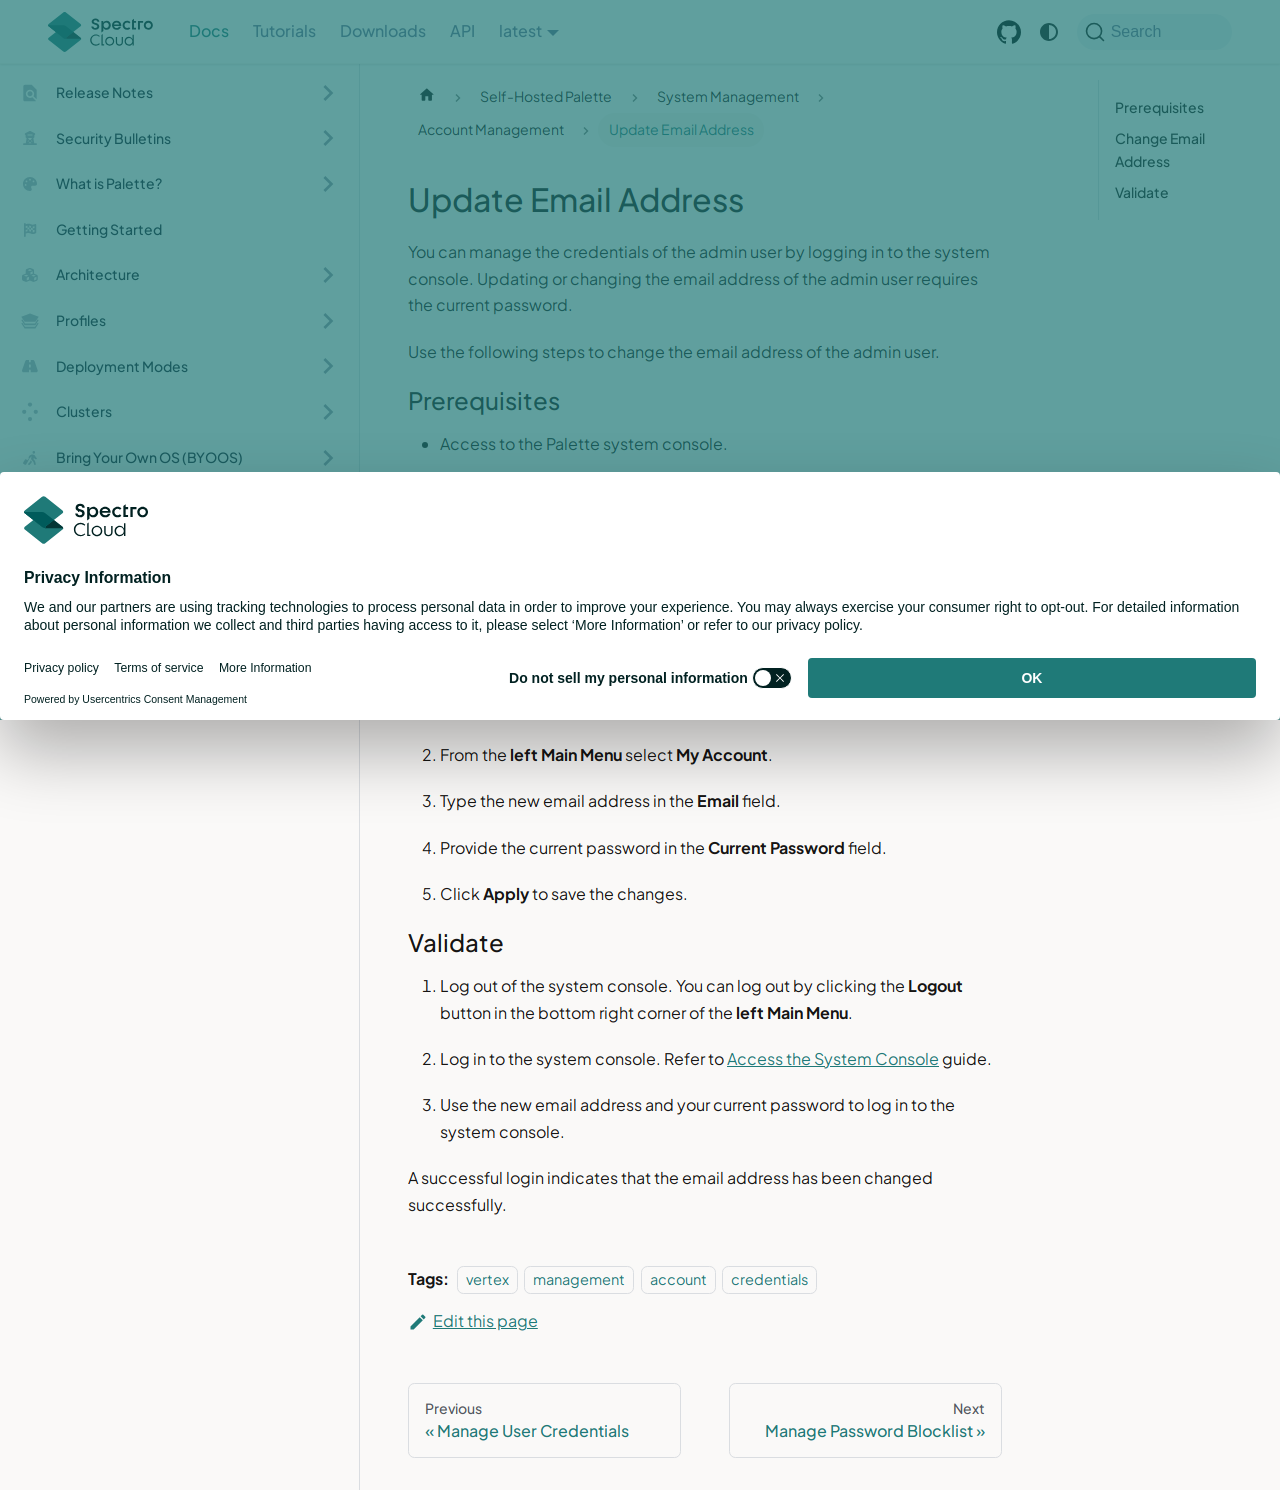 Spectro Cloud
Docs
Tutorials
Downloads
API
latest
Search
Release Notes
Security Bulletins
What is Palette?
Getting Started
Architecture
Profiles
Deployment Modes
Clusters
Bring Your Own OS (BYOOS)
Self-Hosted Palette
System Management
Account Management
Update Email Address
Prerequisites
Change Email
Address
Validate
Update Email Address
You can manage the credentials of the admin user by logging in to the system
console. Updating or changing the email address of the admin user requires
the current password.
Use the following steps to change the email address of the admin user.
Prerequisites
Access to the Palette system console.
Spectro
Cloud
Privacy Information
We and our partners are using tracking technologies to process personal data in order to improve your experience. You may always exercise your consumer right to opt-out. For detailed information
about personal information we collect and third parties having access to it, please select ‘More Information’ or refer to our privacy policy.
Privacy policy
Terms of service
More Information
Powered by Usercentrics Consent Management
Do not sell my personal information
OK
2. From the left Main Menu select My Account.
3. Type the new email address in the Email field.
4. Provide the current password in the Current Password field.
5. Click Apply to save the changes.
Validate
1. Log out of the system console. You can log out by clicking the Logout
button in the bottom right corner of the left Main Menu.
2. Log in to the system console. Refer to Access the System Console guide.
3. Use the new email address and your current password to log in to the
system console.
A successful login indicates that the email address has been changed
successfully.
Tags: vertex management account credentials
Edit this page
Previous
« Manage User Credentials
Next
Manage Password Blocklist »